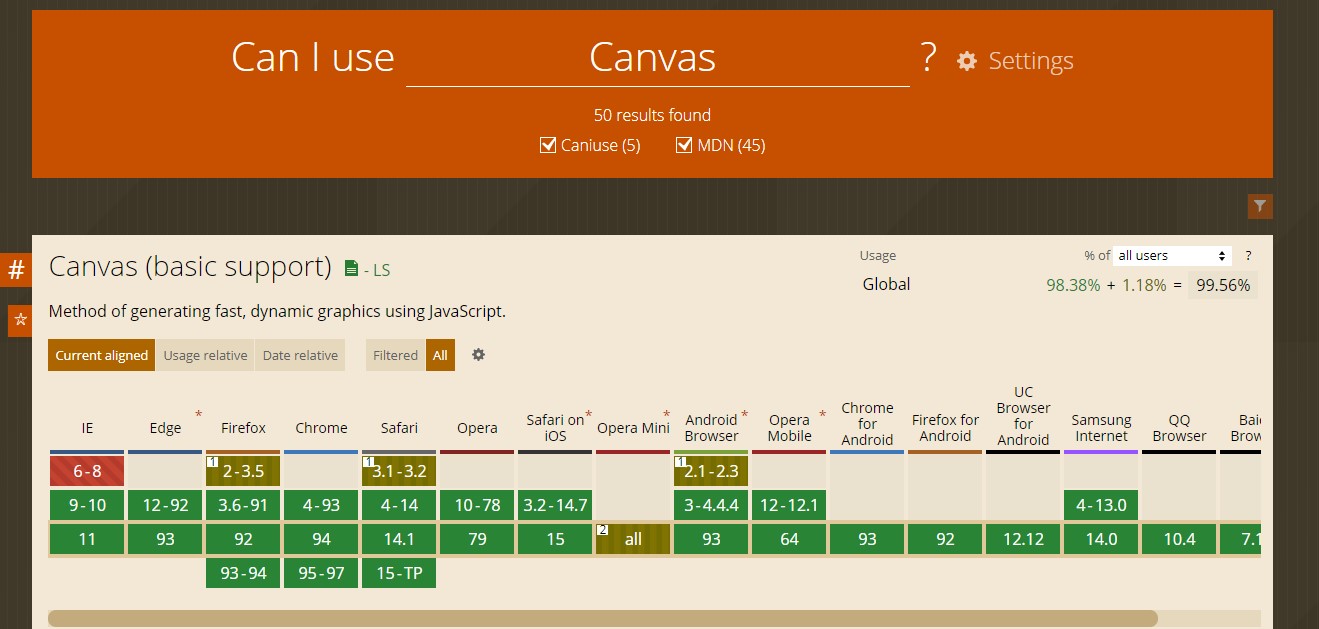 Can I use Canvas ? Settings
50 results found
Caniuse (5) MDN (45)
# Canvas (basic support) - LS
Usage % of all users ?
Global 98.38% + 1.18% = 99.56%
Method of generating fast, dynamic graphics using JavaScript.
Current aligned Usage relative Date relative Filtered All
IE Edge * Firefox Chrome Safari Opera Safari on iOS * Opera Mini * Android Browser * Opera Mobile * Chrome for Android Firefox for Android UC Browser for Android Samsung Internet QQ Browser
6-8 1 2-3.5 1 3.1-3.2 1 2.1-2.3
9-10 12-92 3.6-91 4-93 4-14 10-78 3.2-14.7 3-4.4.4 12-12.1 4-13.0
11 93 92 94 14.1 79 15 2 all 93 64 93 92 12.12 14.0 10.4
93-94 95-97 15-TP